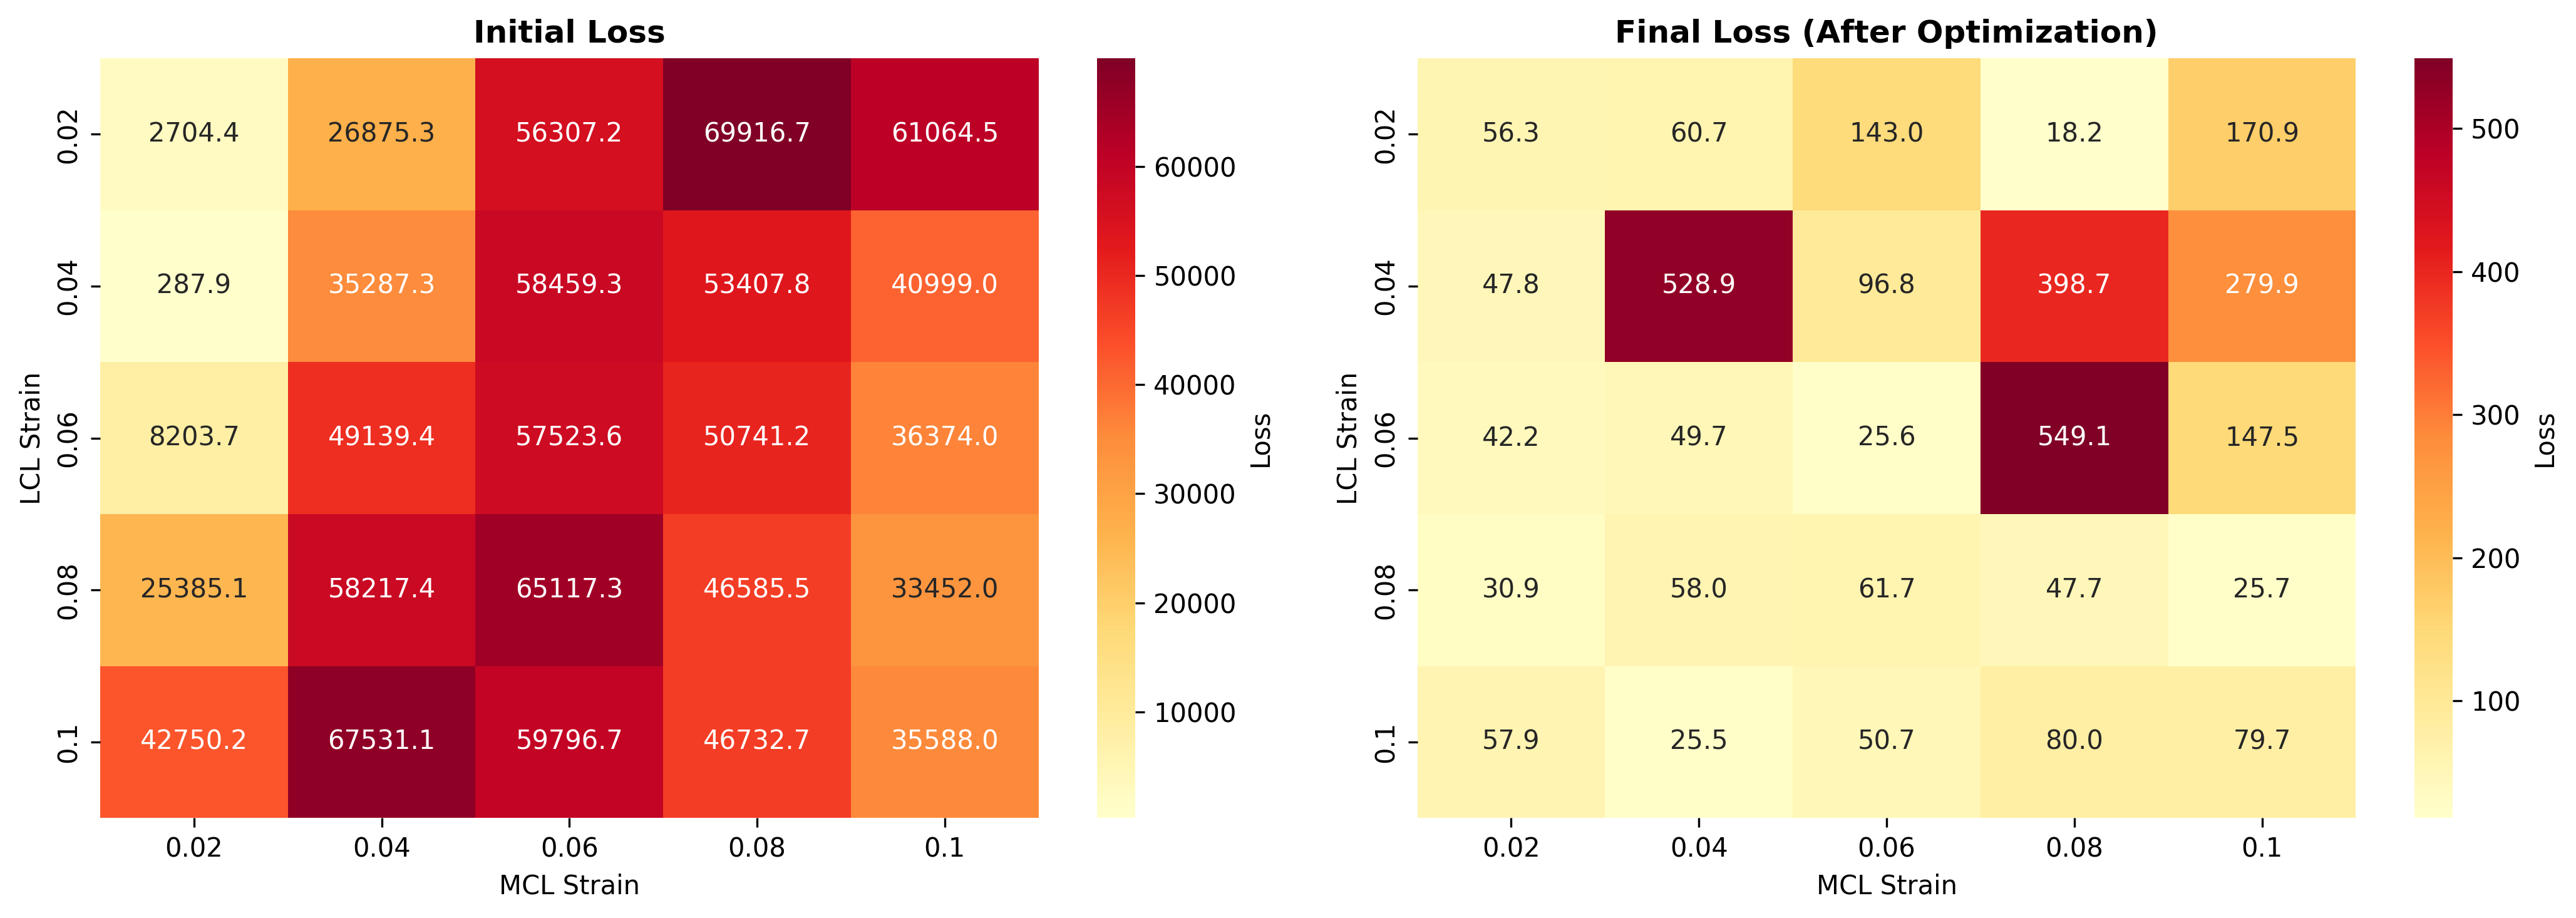 Initial Loss
LCL Strain
0.02 2704.4 26875.3 56307.2 69916.7 61064.5
0.04 287.9 35287.3 58459.3 53407.8 40999.0
0.06 8203.7 49139.4 57523.6 50741.2 36374.0
0.08 25385.1 58217.4 65117.3 46585.5 33452.0
0.1 42750.2 67531.1 59796.7 46732.7 35588.0
0.02 0.04 0.06 0.08 0.1
MCL Strain
60000
50000
40000
30000
20000
10000
Loss
Final Loss (After Optimization)
LCL Strain
0.02 56.3 60.7 143.0 18.2 170.9
0.04 47.8 528.9 96.8 398.7 279.9
0.06 42.2 49.7 25.6 549.1 147.5
0.08 30.9 58.0 61.7 47.7 25.7
0.1 57.9 25.5 50.7 80.0 79.7
0.02 0.04 0.06 0.08 0.1
MCL Strain
500
400
300
200
100
Loss